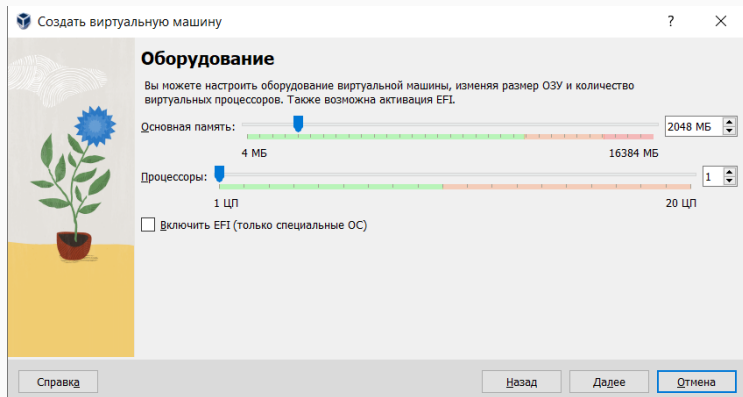 Создать виртуальную машину
?
Оборудование
Вы можете настроить оборудование виртуальной машины, изменяя размер ОЗУ и количество
виртуальных процессоров. Также возможна активация EFI.
Основная память:
2048 МБ
4 МБ
16384 МБ
Процессоры:
1
1 ЦП
20 ЦП
Включить EFI (только специальные ОС)
Справка
Назад
Далее
Отмена